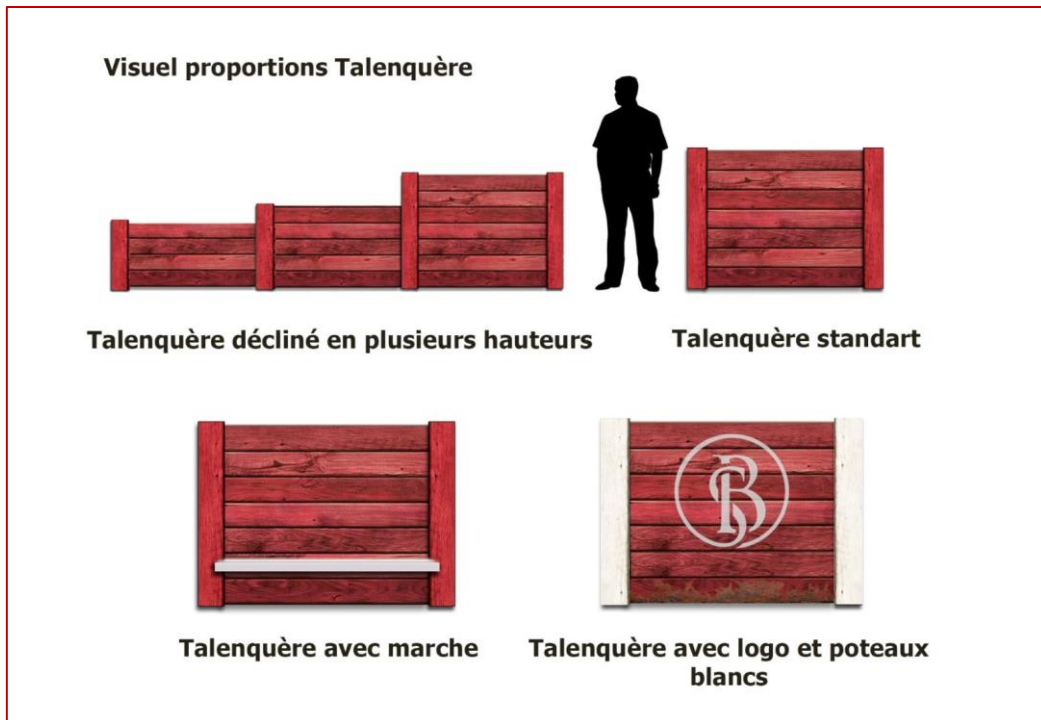 Visuel proportions Talenquère
Talenquère décliné en plusieurs hauteurs
Talenquère standart
SB
Talenquère avec marche
Talenquère avec logo et poteaux
blancs